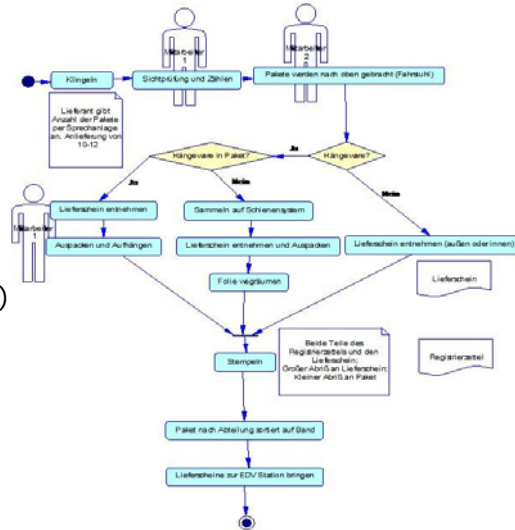 Mitarbeiter
1
Mitarbeiter
2
Klingeln
Sichtprüfung und Zählen
Pakete werden nach oben gebracht (Fahrstuhl)
Lieferant gibt
Anzahl der Pakete
per Sprechanlage
an. Anlieferung von
10-12
Hängeware in Paket?
Ja
Hängeware?
Ja
Nein
Nein
Mitarbeiter
1
Lieferschein entnehmen
Sammeln auf Schienensystem
Auspacken und Aufhängen
Lieferschein entnehmen und Auspacken
Lieferschein entnehmen (außen oder innen)
)
Folie wegräumen
Lieferschein
Stempeln
Beide Teile des
Registrierzettels und den
Lieferschein;
Großer Abriß an Lieferschein;
Kleiner Abriß an Paket
Registrierzettel
Paket nach Abteilung sortiert auf Band
Lieferscheine zur EDV Station bringen